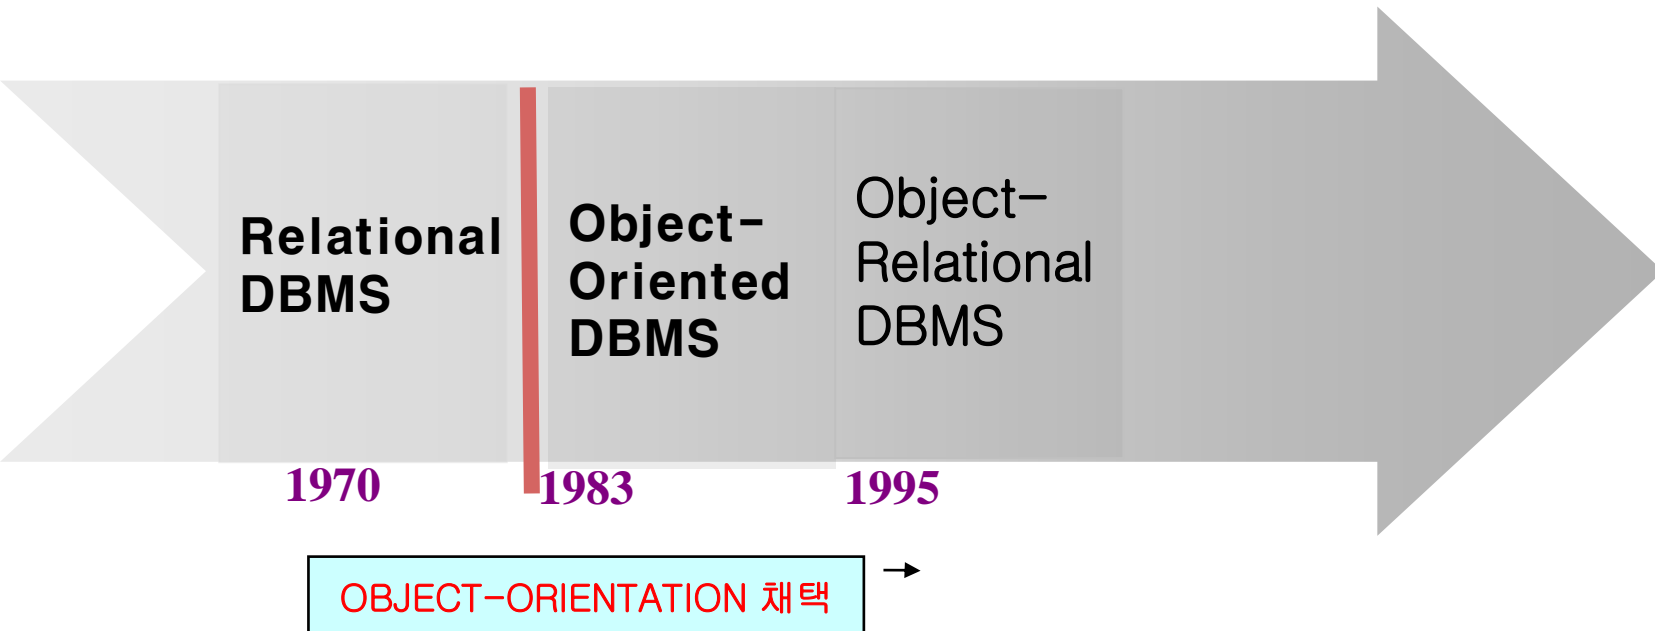 Relational
DBMS
Object-
Oriented
DBMS
Object-
Relational
DBMS
1970
1983
1995
OBJECT-ORIENTATION 채택